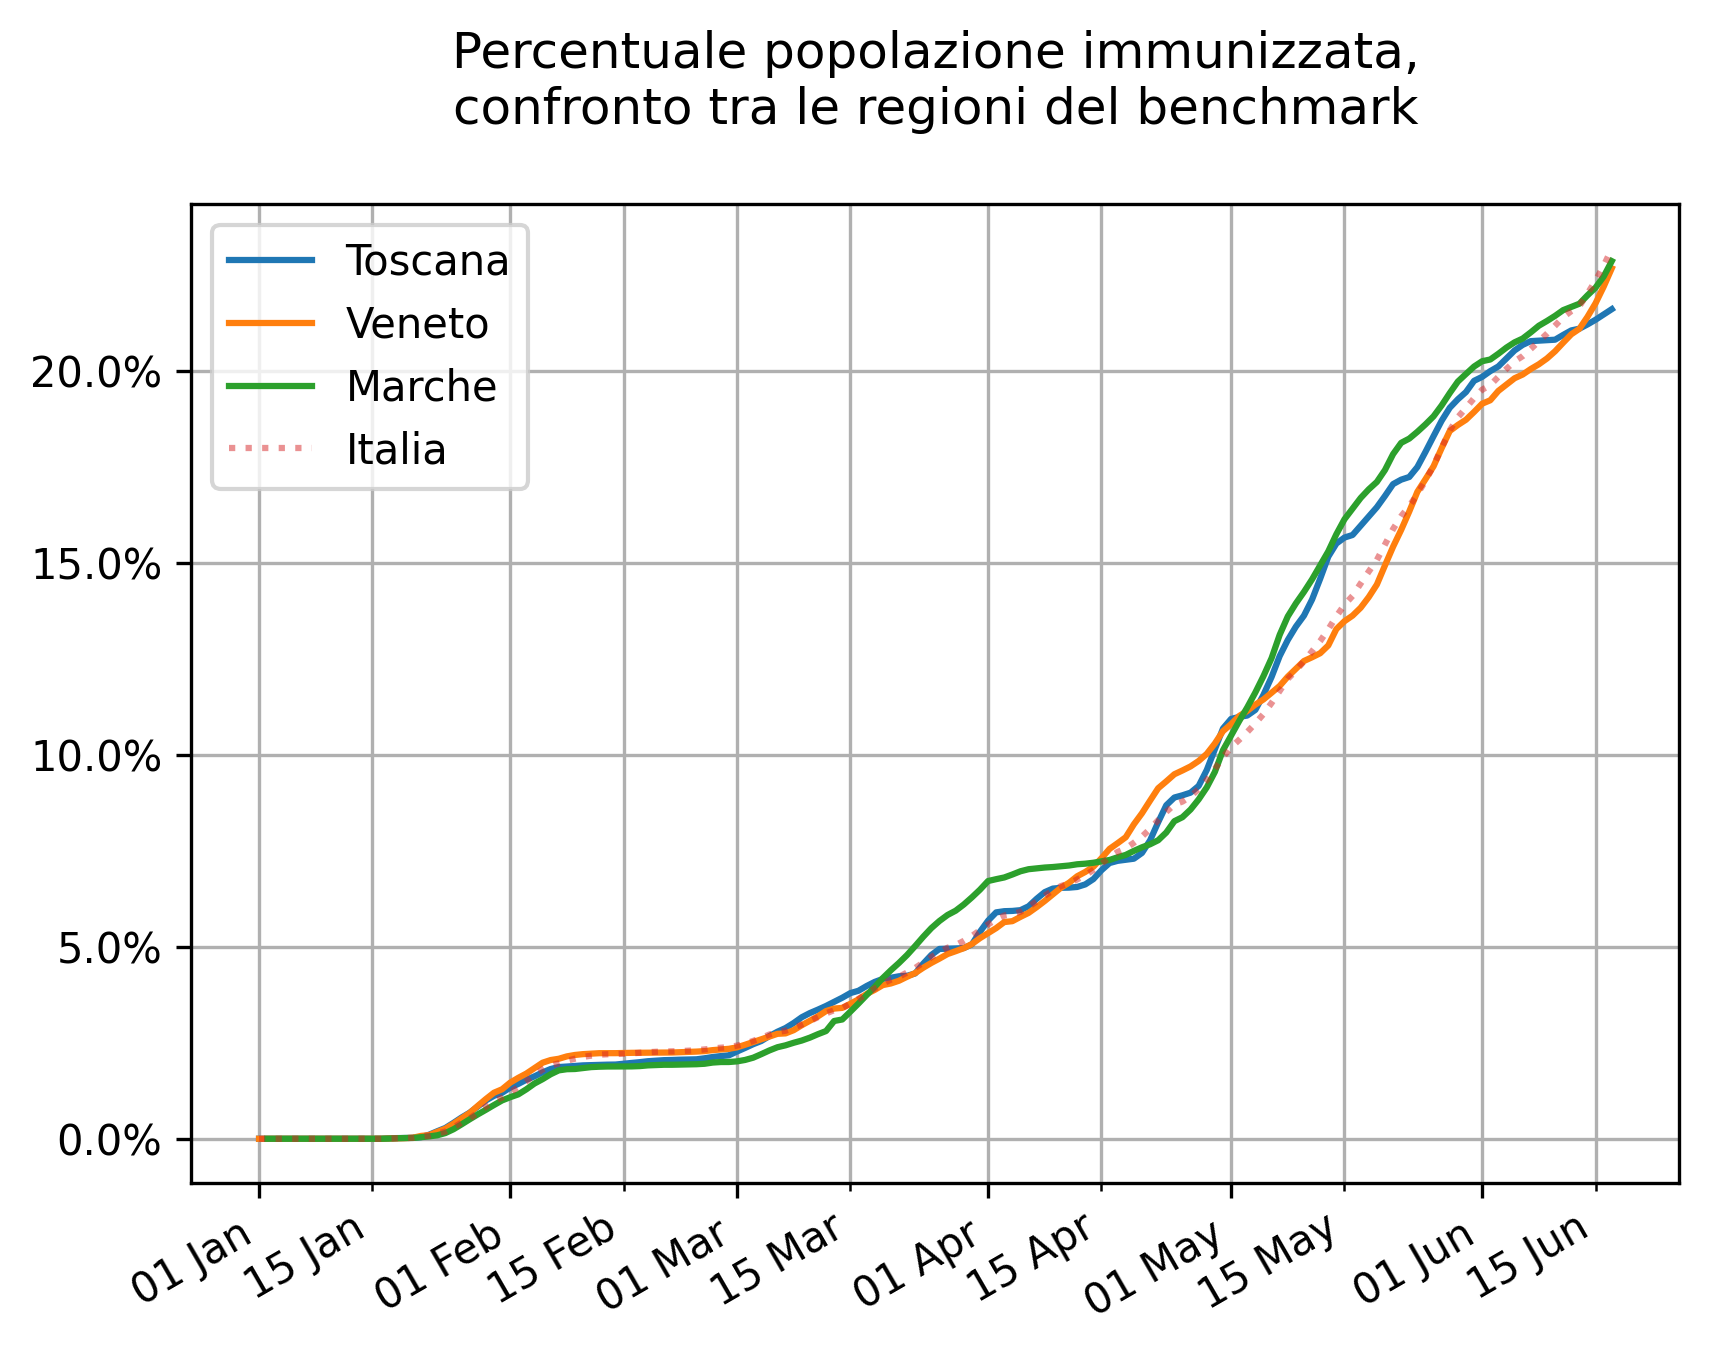 Percentuale popolazione immunizzata,
confronto tra le regioni del benchmark
Toscana
Veneto
Marche
Italia
20.0%
15.0%
10.0%
5.0%
0.0%
01 Jan
15 Jan
01 Feb
15 Feb
01 Mar
15 Mar
01 Apr
15 Apr
01 May
15 May
01 Jun
15 Jun